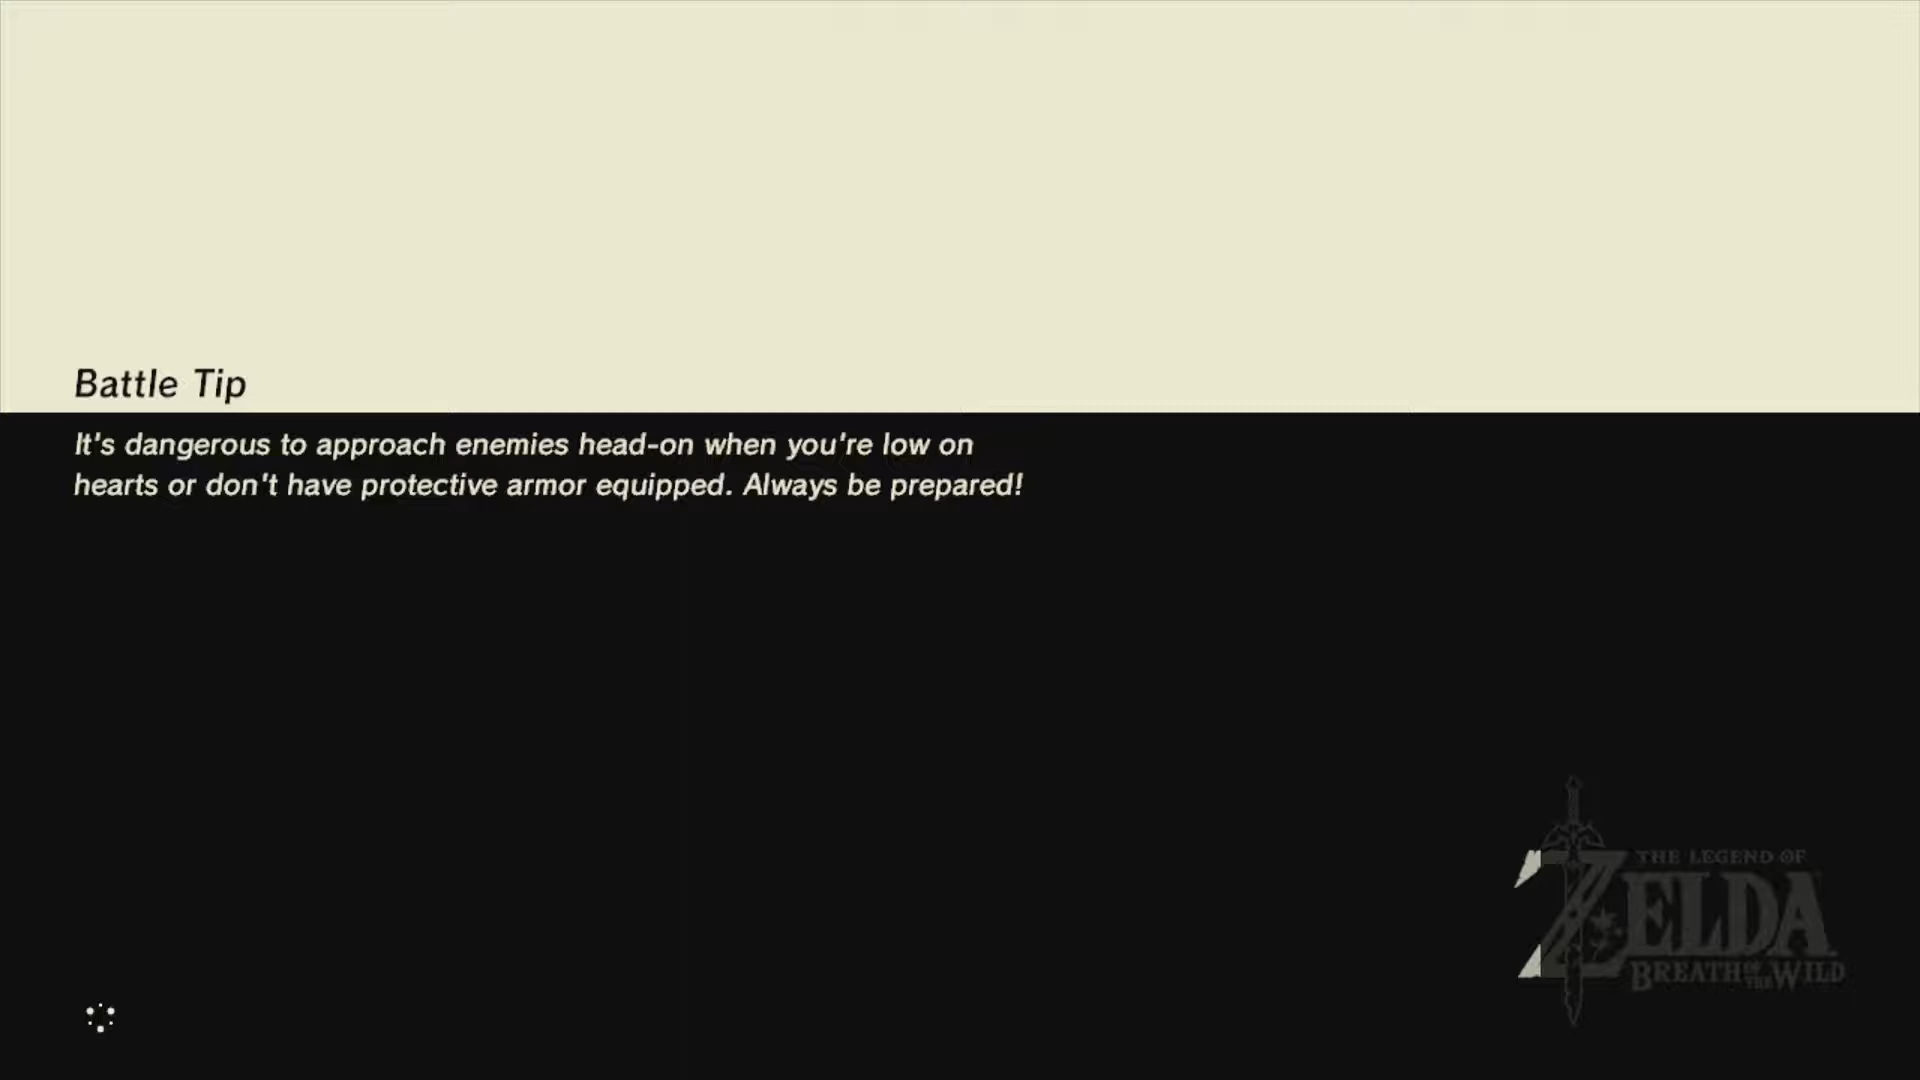 Battle Tip
It's dangerous to approach enemies head-on when you're low on
hearts or don't have protective armor equipped. Always be prepared!
THE LEGEND OF
ZELDA
BREATH OF THE WILD